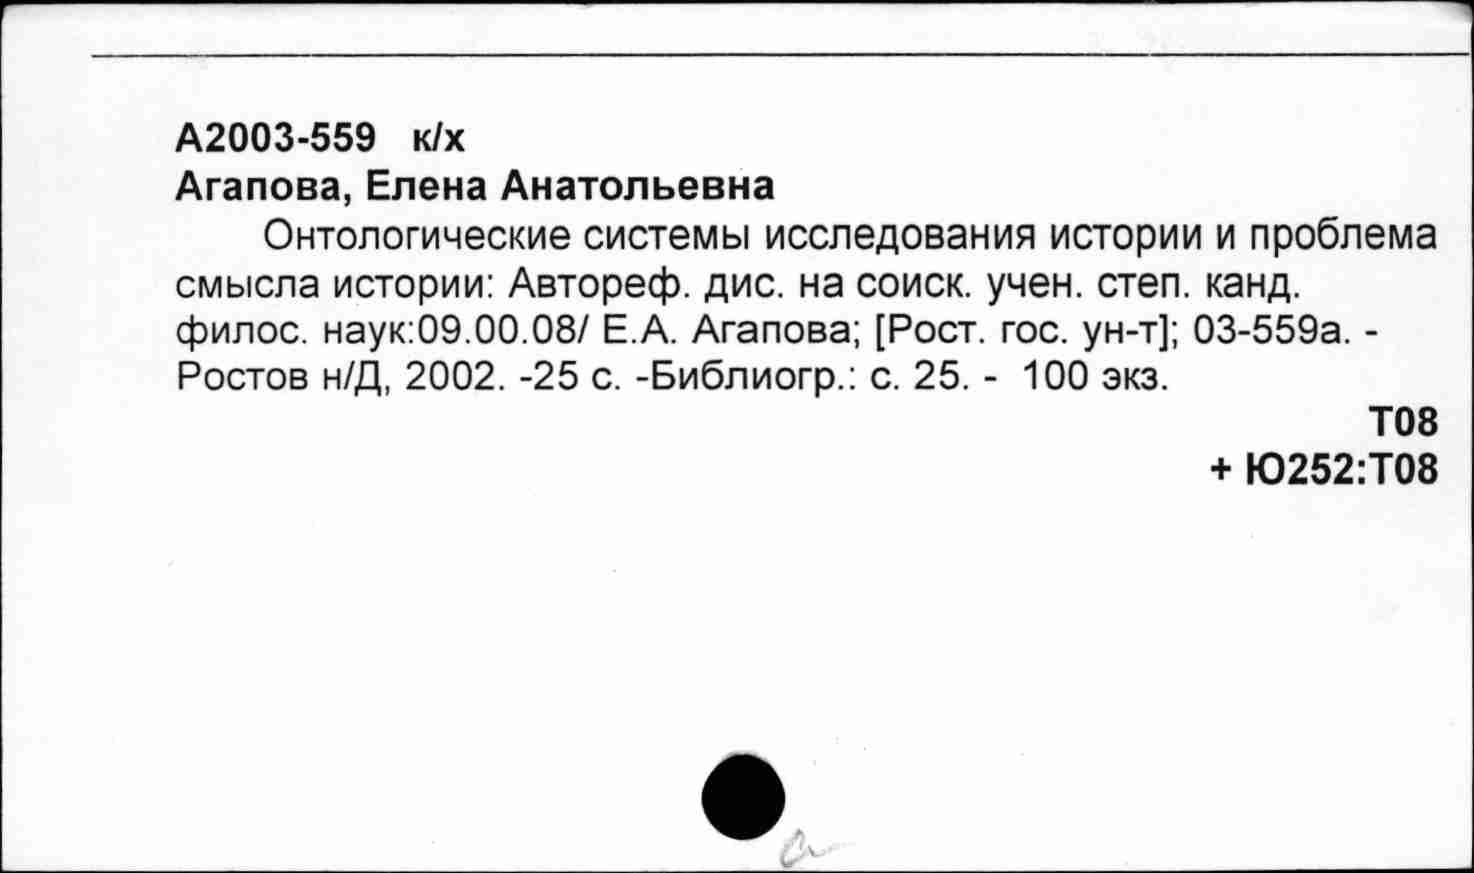 А2003-559 к/х
Агапова, Елена Анатольевна
Онтологические системы исследования истории и проблема
смысла истории: Автореф. дис. на соиск. учен. степ. канд.
филос. наук:09.00.08/ Е.А. Агапова; [Рост. гос. ун-т]; 03-559а. -
Ростов н/Д, 2002. -25 с. -Библиогр.: с. 25. - 100 экз.
Т08
+ Ю252:Т08